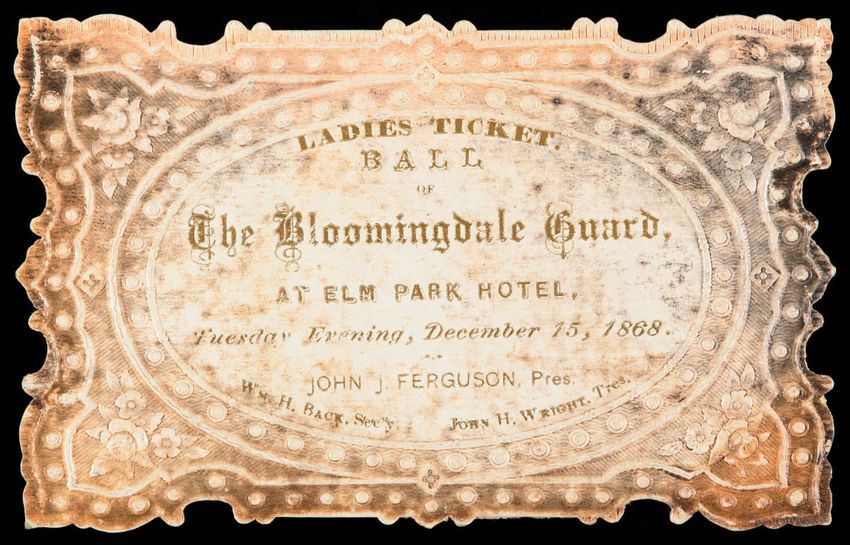 LADIES TICKET.
BALL
OF
The Bloomingdale Guard,
AT ELM PARK HOTEL,
Tuesday Evening, December 15, 1868.
JOHN J. FERGUSON, Pres.
Wm. H. BACK, Sec'y. JOHN H. WRIGHT, Tres.